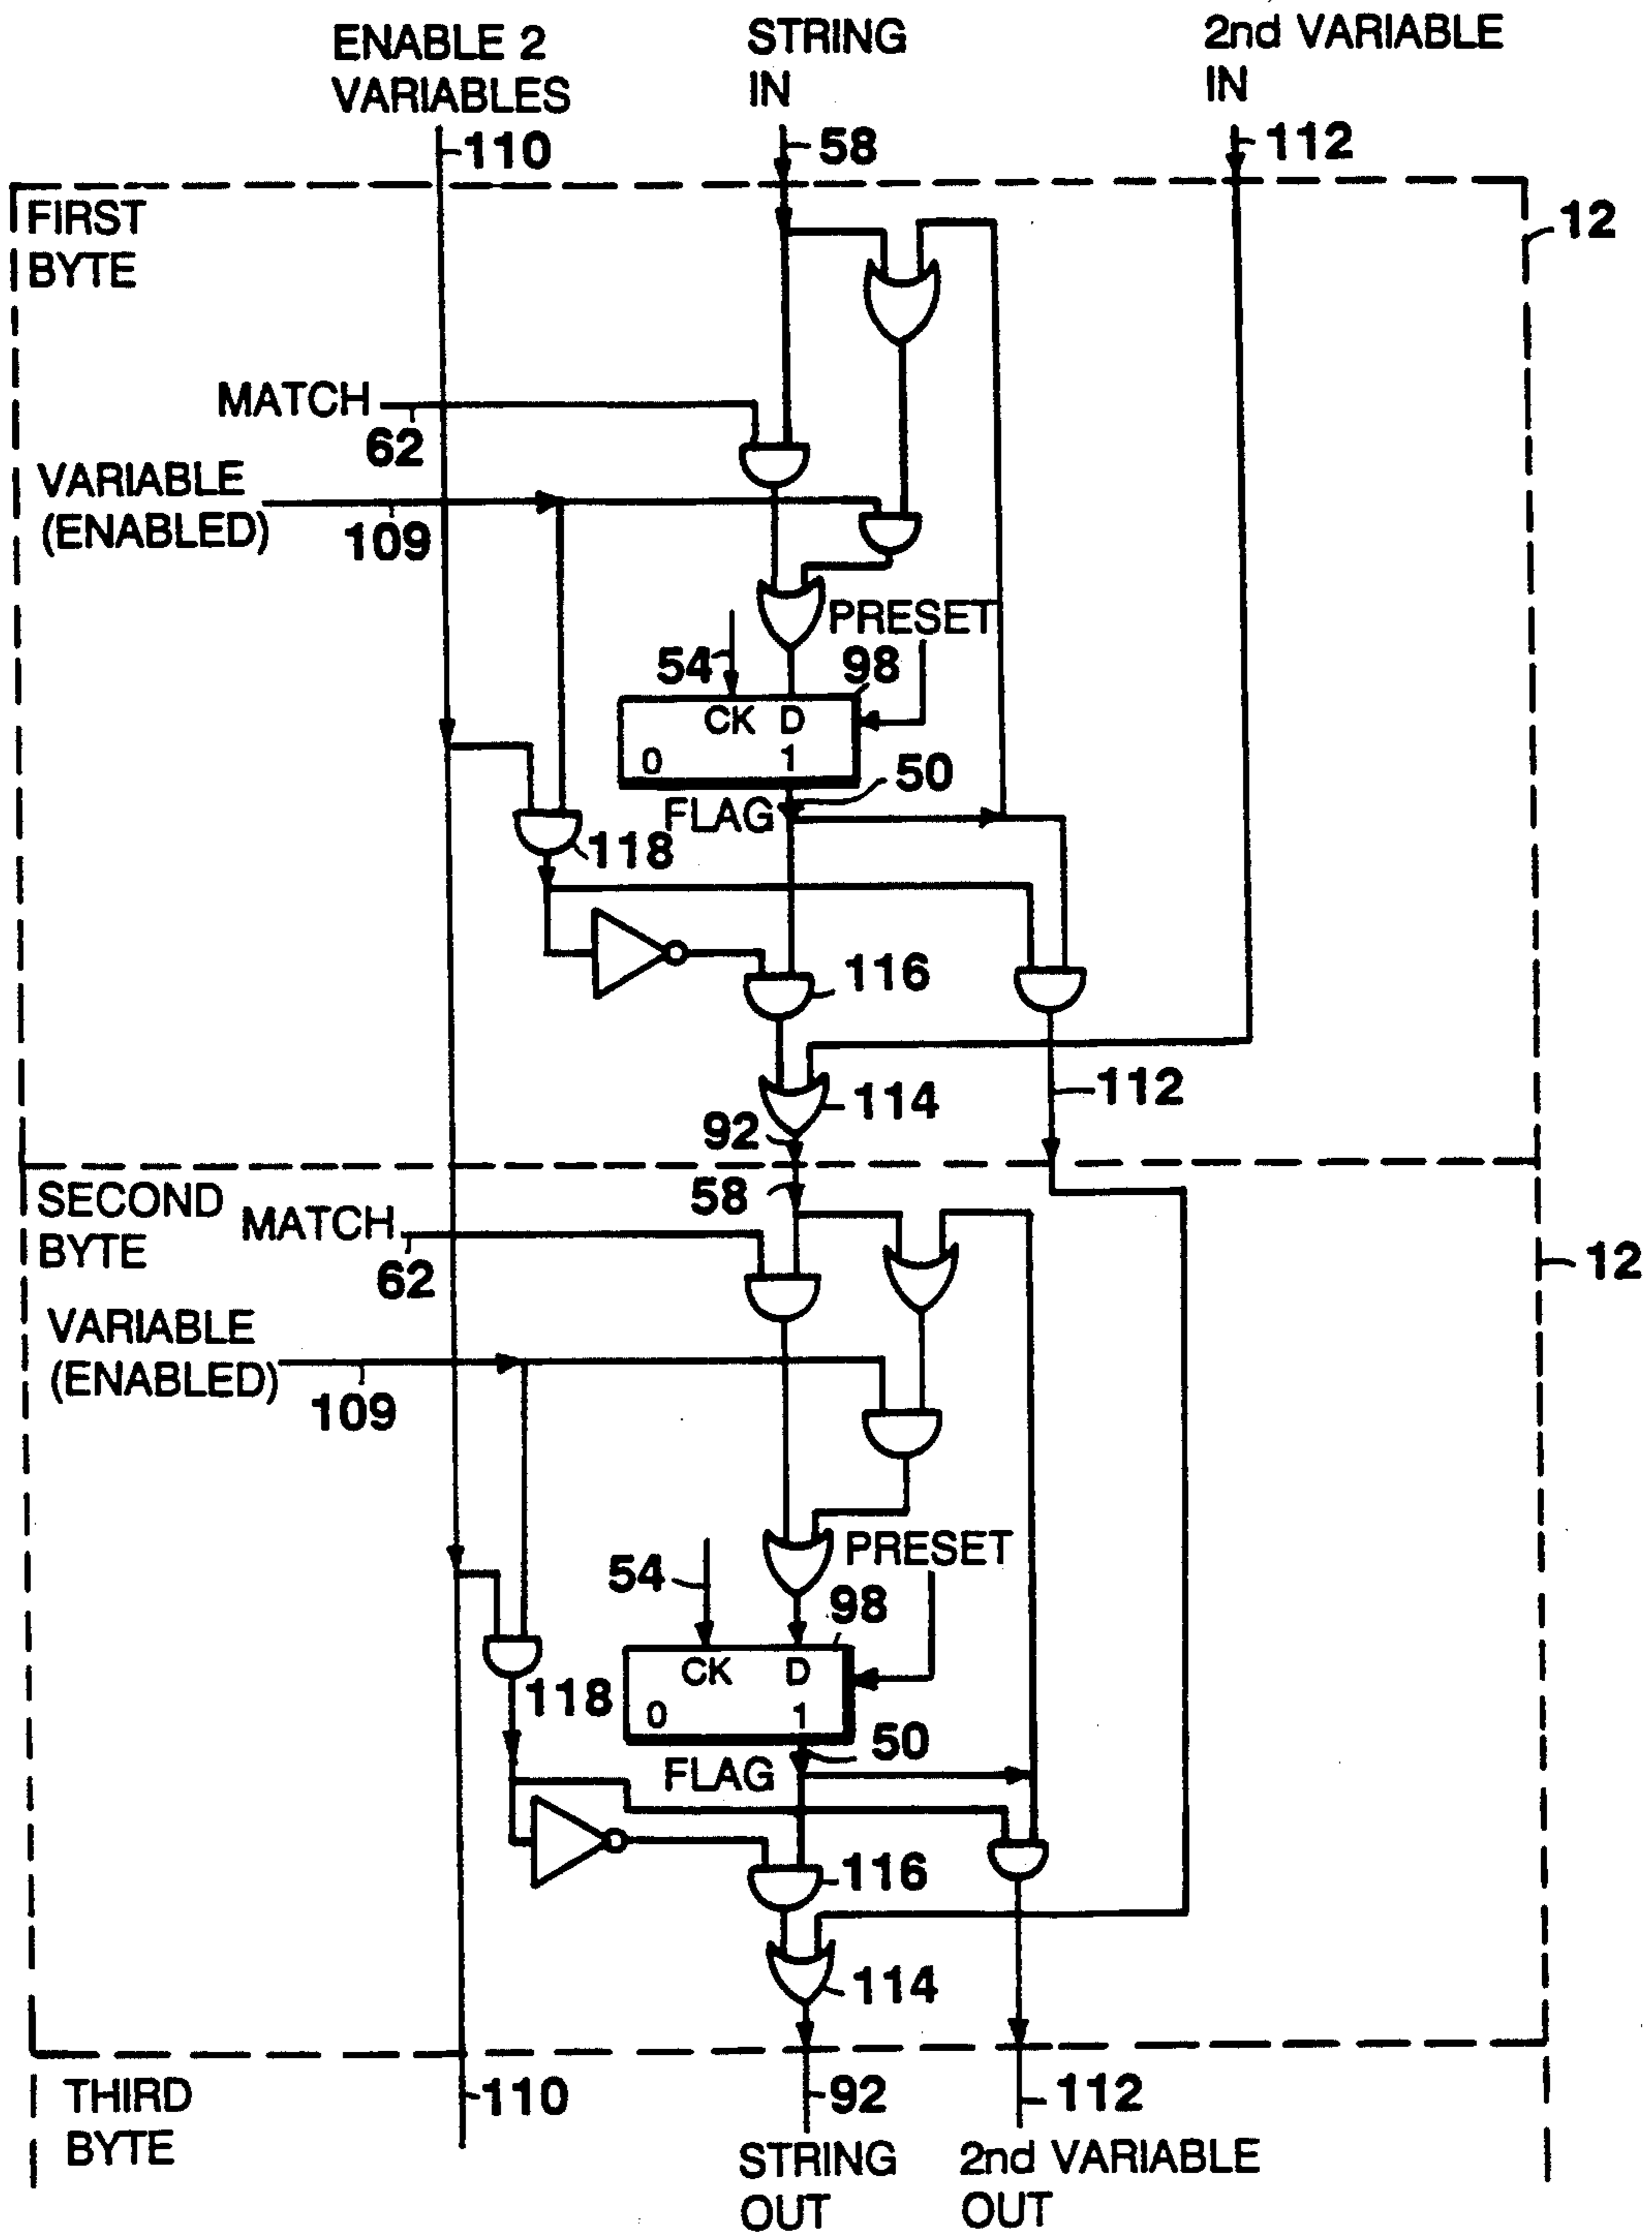 ENABLE 2
VARIABLES
STRING
IN
2nd VARIABLE
IN
110
58
112
FIRST
BYTE
12
MATCH
62
VARIABLE
(ENABLED)
109
PRESET
54
98
CK D
0 1
50
FLAG
118
116
112
114
92
SECOND
BYTE
58
MATCH
62
12
VARIABLE
(ENABLED)
109
PRESET
54
98
CK D
0 1
118
50
FLAG
116
114
THIRD
BYTE
110
92
112
STRING
OUT
2nd VARIABLE
OUT